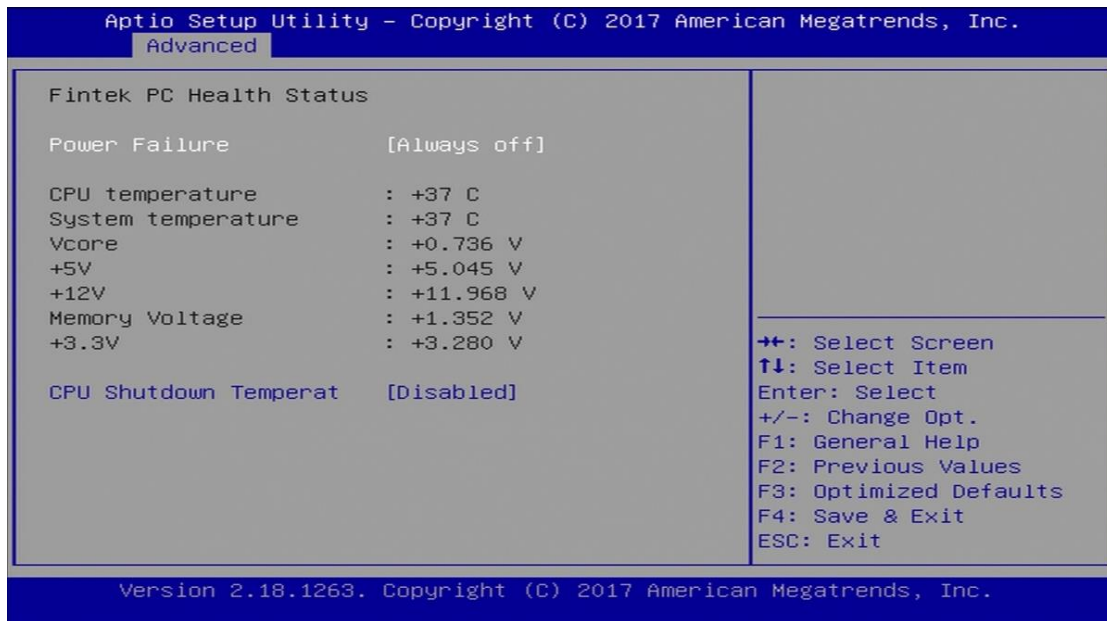 Aptio Setup Utility – Copyright (C) 2017 American Megatrends, Inc.
Advanced
Fintek PC Health Status
Power Failure [Always off]
CPU temperature : +37 C
System temperature : +37 C
Vcore : +0.736 V
+5V : +5.045 V
+12V : +11.968 V
Memory Voltage : +1.352 V
+3.3V : +3.280 V
CPU Shutdown Temperat [Disabled]
→←: Select Screen
↑↓: Select Item
Enter: Select
+/-: Change Opt.
F1: General Help
F2: Previous Values
F3: Optimized Defaults
F4: Save & Exit
ESC: Exit
Version 2.18.1263. Copyright (C) 2017 American Megatrends, Inc.